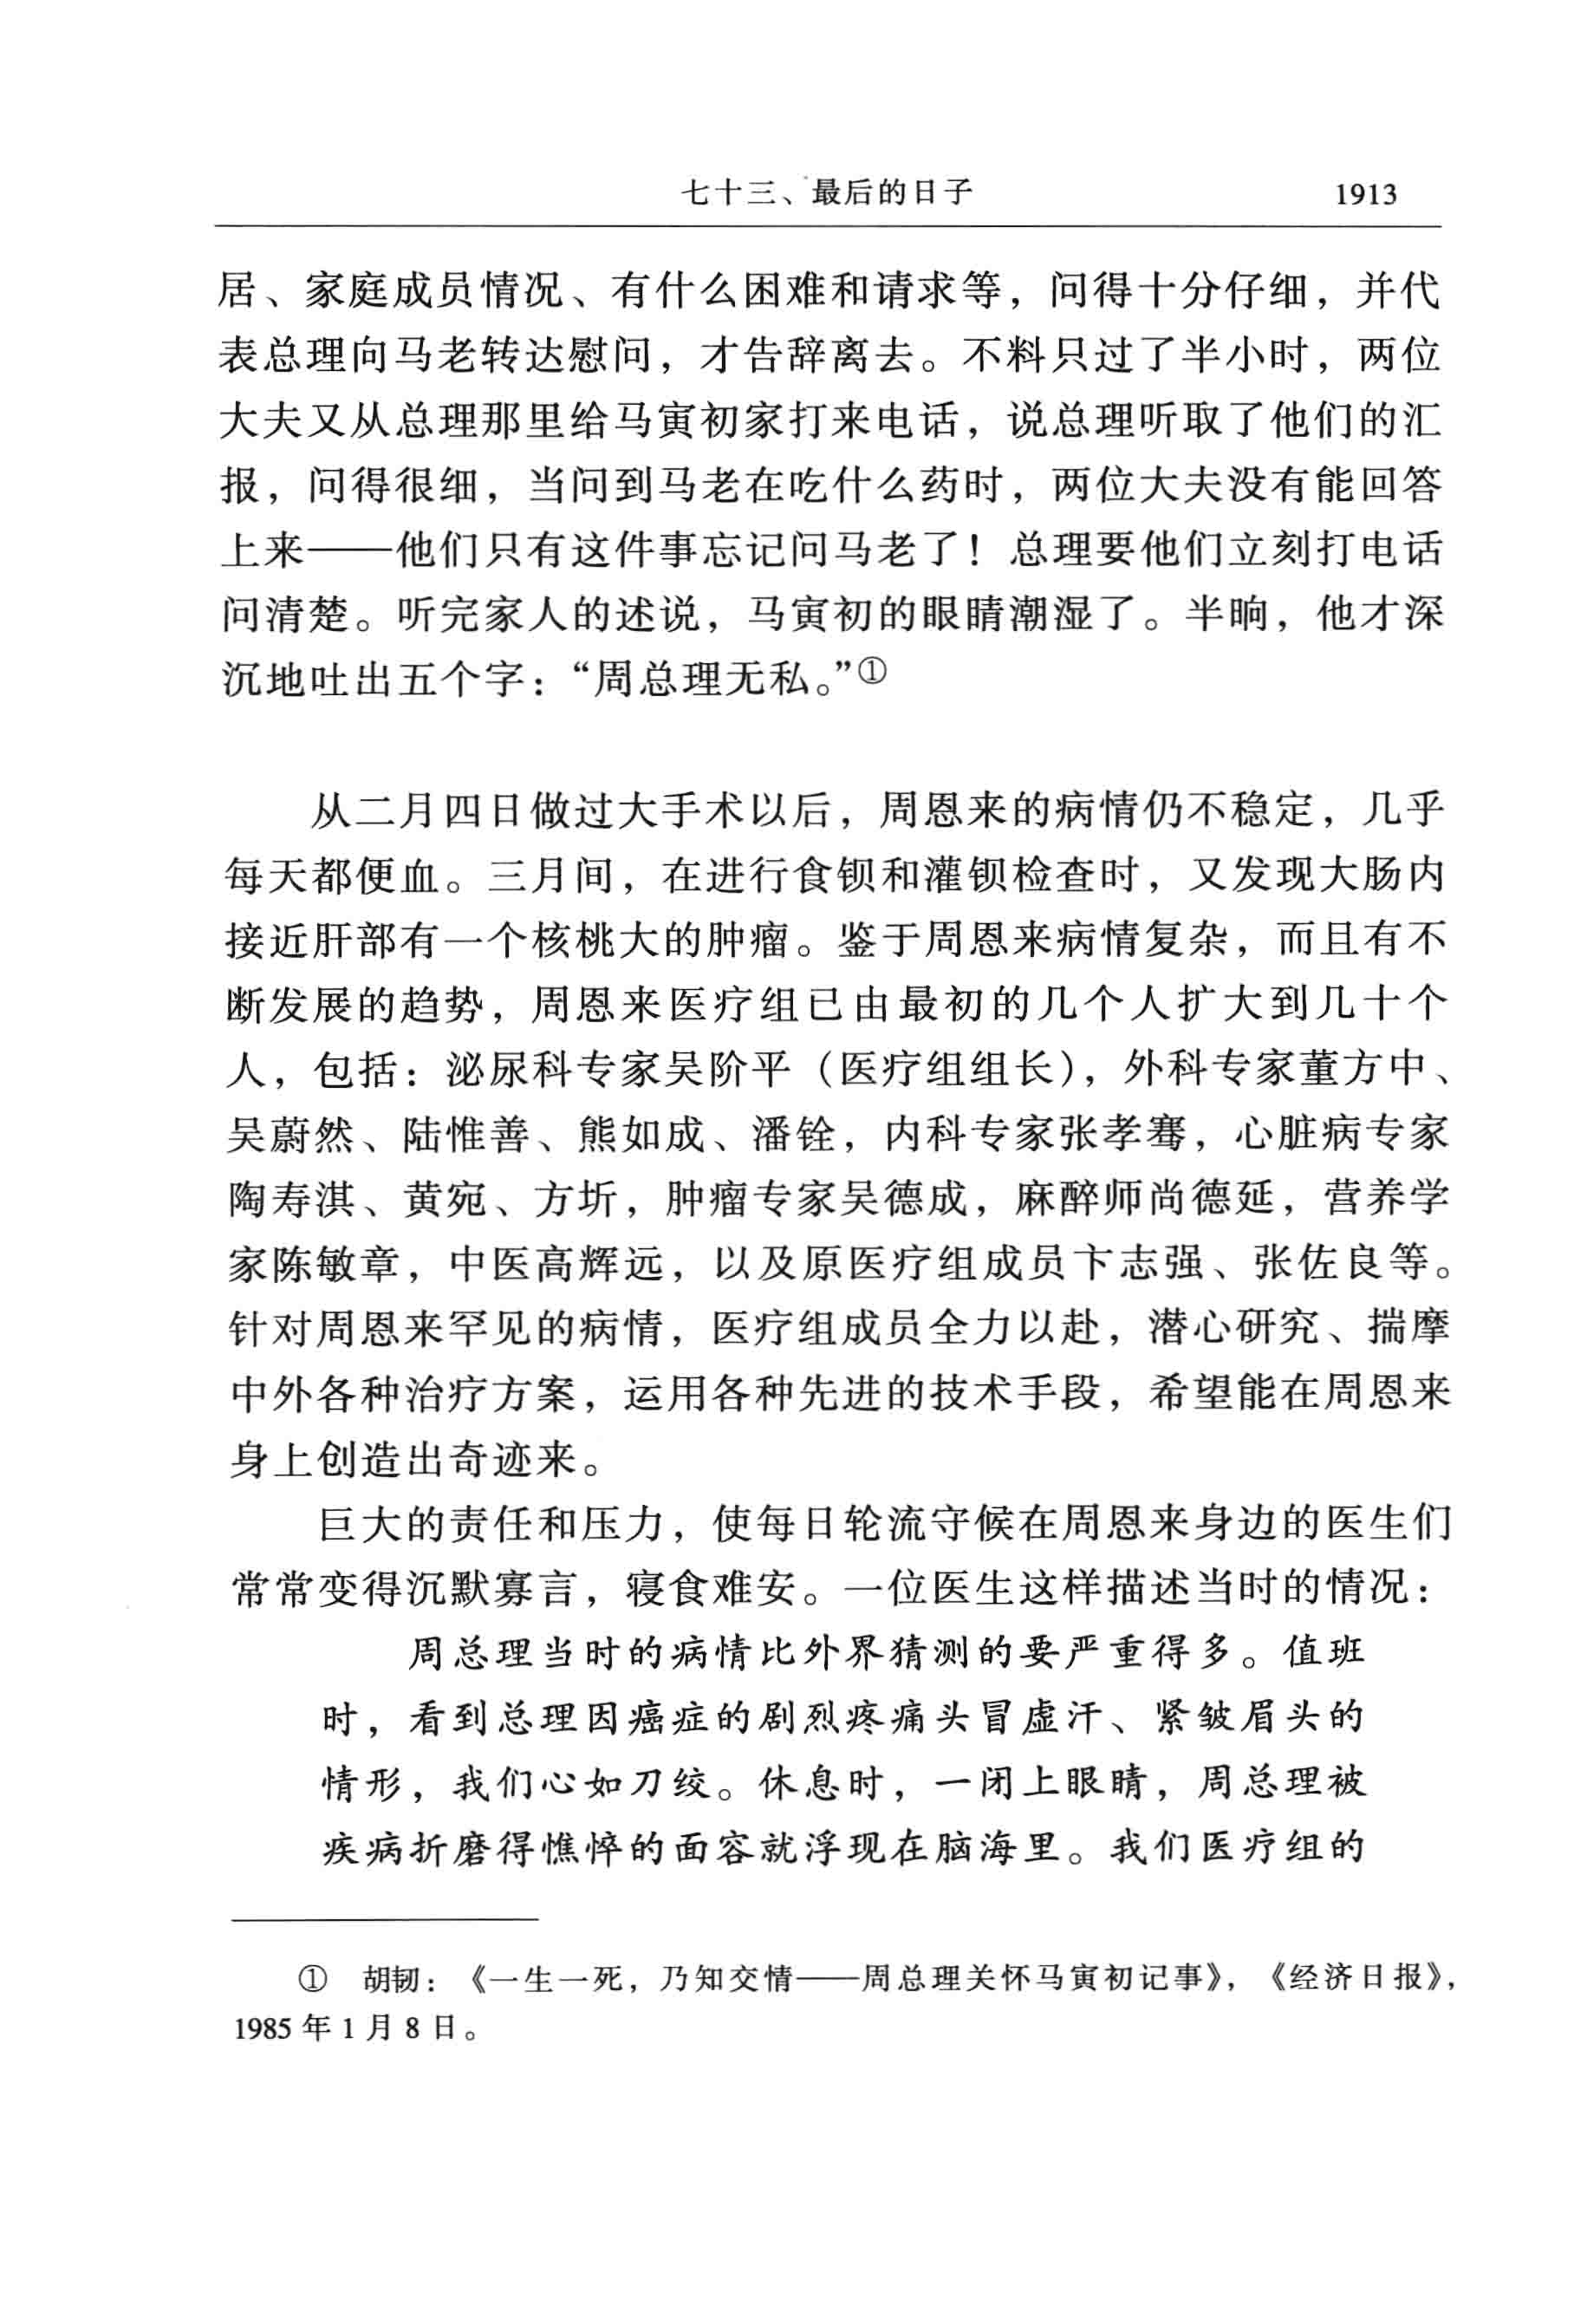 七十三、最后的日子 1913
居、家庭成员情况、有什么困难和请求等，问得十分仔细，并代
表总理向马老转达慰问，才告辞离去。不料只过了半小时，两位
大夫又从总理那里给马寅初家打来电话，说总理听取了他们的汇
报，问得很细，当问到马老在吃什么药时，两位大夫没有能回答
上来——他们只有这件事忘记问马老了！总理要他们立刻打电话
问清楚。听完家人的述说，马寅初的眼睛潮湿了。半晌，他才深
沉地吐出五个字：“周总理无私。”①
从二月四日做过大手术以后，周恩来的病情仍不稳定，几乎
每天都便血。三月间，在进行食钡和灌钡检查时，又发现大肠内
接近肝部有一个核桃大的肿瘤。鉴于周恩来病情复杂，而且有不
断发展的趋势，周恩来医疗组已由最初的几个人扩大到几十个
人，包括：泌尿科专家吴阶平（医疗组组长），外科专家董方中、
吴蔚然、陆惟善、熊如成、潘铨，内科专家张孝骞，心脏病专家
陶寿淇、黄宛、方圻，肿瘤专家吴德成，麻醉师尚德延，营养学
家陈敏章，中医高辉远，以及原医疗组成员卞志强、张佐良等。
针对周恩来罕见的病情，医疗组成员全力以赴，潜心研究、揣摩
中外各种治疗方案，运用各种先进的技术手段，希望能在周恩来
身上创造出奇迹来。
巨大的责任和压力，使每日轮流守候在周恩来身边的医生们
常常变得沉默寡言，寝食难安。一位医生这样描述当时的情况：
周总理当时的病情比外界猜测的要严重得多。值班
时，看到总理因癌症的剧烈疼痛头冒虚汗、紧皱眉头的
情形，我们心如刀绞。休息时，一闭上眼睛，周总理被
疾病折磨得憔悴的面容就浮现在脑海里。我们医疗组的
① 胡韧：《一生一死，乃知交情——周总理关怀马寅初记事》，《经济日报》，
1985 年 1 月 8 日。